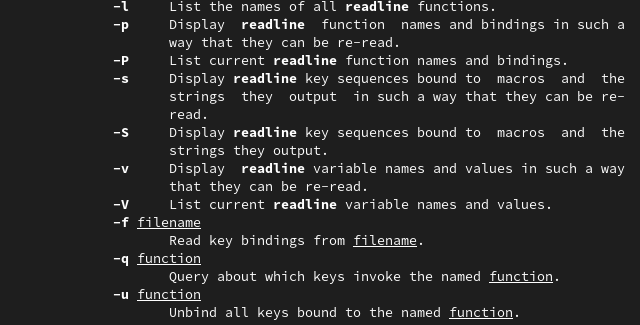 -l List the names of all readline functions.
-p Display readline function names and bindings in such a
way that they can be re-read.
-P List current readline function names and bindings.
-s Display readline key sequences bound to macros and the
strings they output in such a way that they can be re-
read.
-S Display readline key sequences bound to macros and the
strings they output.
-v Display readline variable names and values in such a way
that they can be re-read.
-V List current readline variable names and values.
-f filename
Read key bindings from filename.
-q function
Query about which keys invoke the named function.
-u function
Unbind all keys bound to the named function.